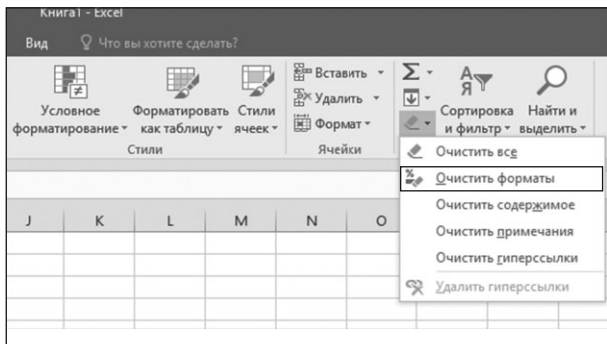 Книга1 - Excel
Вид Что вы хотите сделать?
Условное форматирование
Форматировать как таблицу
Стили ячеек
Стили
Вставить
Удалить
Формат
Ячейки
Сортировка и фильтр
Найти и выделить
Очистить все
Очистить форматы
Очистить содержимое
Очистить примечания
Очистить гиперссылки
Удалить гиперссылки
J K L M N O